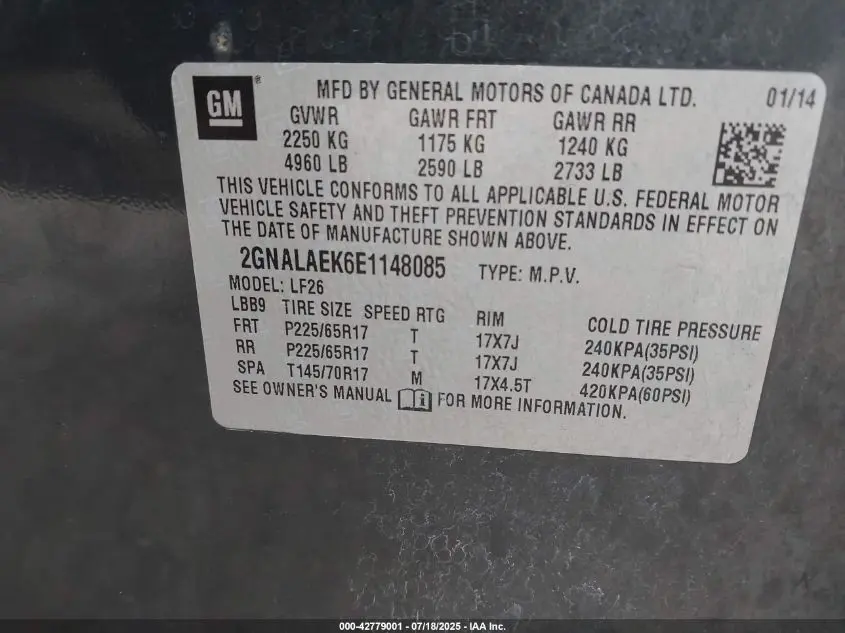 GM ® MFD BY GENERAL MOTORS OF CANADA LTD. 01/14
GVWR GAWR FRT GAWR RR
2250 KG 1175 KG 1240 KG
4960 LB 2590 LB 2733 LB
THIS VEHICLE CONFORMS TO ALL APPLICABLE U.S. FEDERAL MOTOR
VEHICLE SAFETY AND THEFT PREVENTION STANDARDS IN EFFECT ON
THE DATE OF MANUFACTURE SHOWN ABOVE.
2GNALAEK6E1148085 TYPE: M.P.V.
MODEL: LF26
LBB9 TIRE SIZE SPEED RTG RIM COLD TIRE PRESSURE
FRT P225/65R17 T 17X7J 240KPA(35PSI)
RR P225/65R17 T 17X7J 240KPA(35PSI)
SPA T145/70R17 M 17X4.5T 420KPA(60PSI)
SEE OWNER'S MANUAL i FOR MORE INFORMATION.
000-42779001 - 07/18/2025 - IAA Inc.